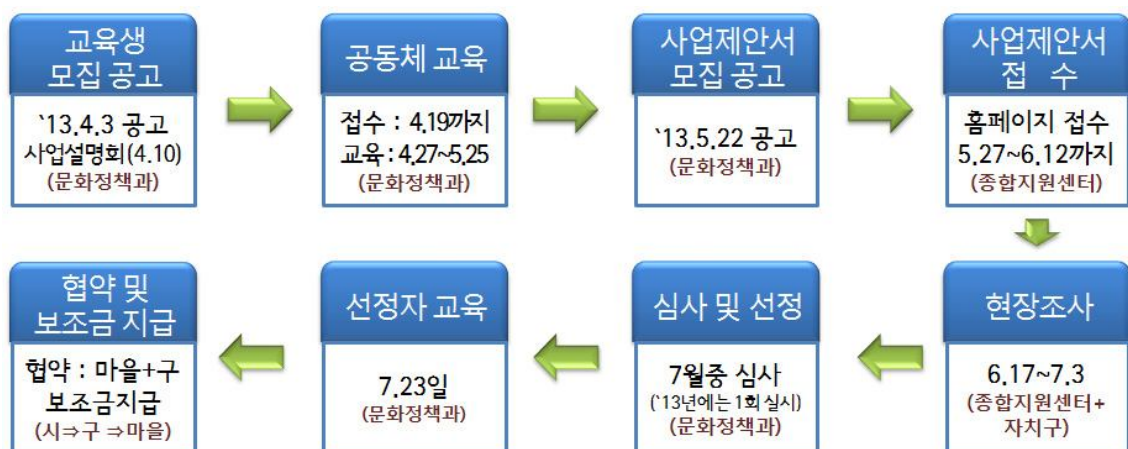 교육생
모집 공고
`13.4.3 공고
사업설명회(4.10)
(문화정책과)
공동체 교육
접수 : 4.19까지
교육 : 4.27~5.25
(문화정책과)
사업제안서
모집 공고
`13.5.22 공고
(문화정책과)
사업제안서
접 수
홈페이지 접수
5.27~6.12까지
(종합지원센터)
현장조사
6.17~7.3
(종합지원센터+
자치구)
심사 및 선정
7월중 심사
(`13년에는 1회 실시)
(문화정책과)
선정자 교육
7.23일
(문화정책과)
협약 및
보조금 지급
협약 : 마을+구
보조금지급
(시⇒구 ⇒마을)